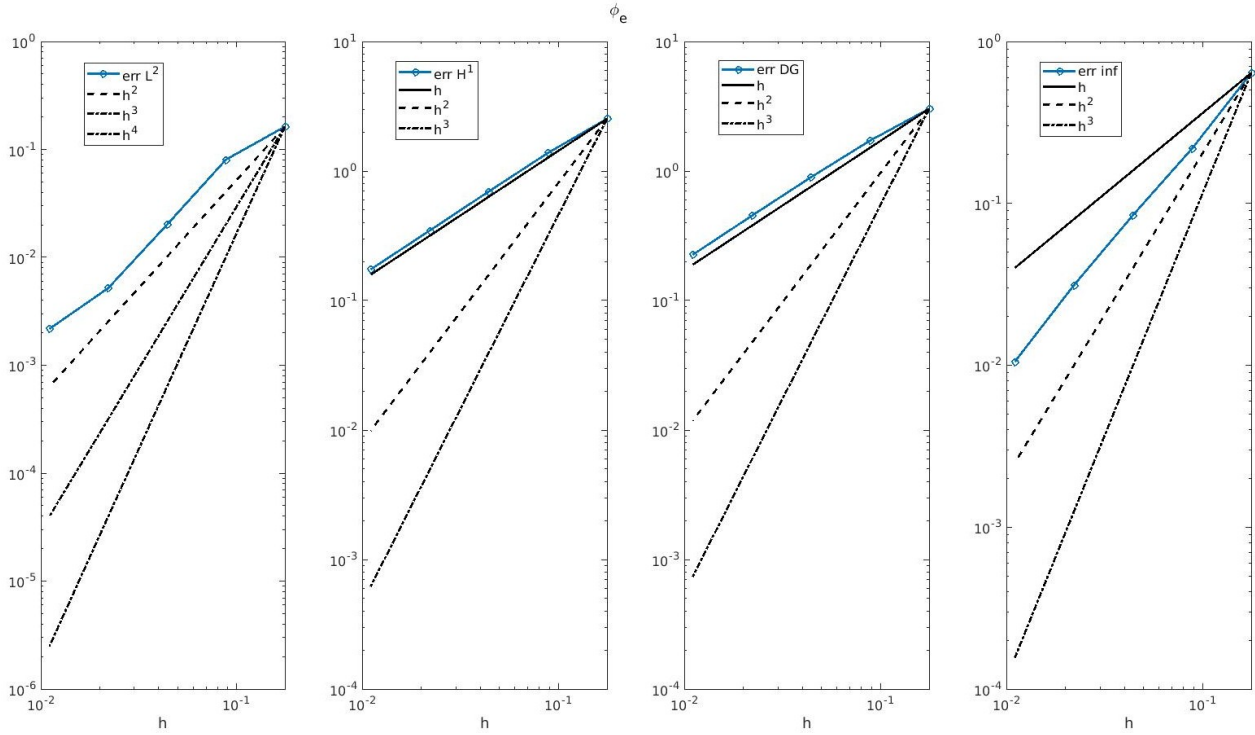 ϕₑ
10⁰
10⁻¹
10⁻²
10⁻³
10⁻⁴
10⁻⁵
10⁻⁶
err L²
h²
h³
h⁴
10⁻² 10⁻¹
h
10¹
10⁰
10⁻¹
10⁻²
10⁻³
10⁻⁴
err H¹
h
h²
h³
10⁻² 10⁻¹
h
10¹
10⁰
10⁻¹
10⁻²
10⁻³
10⁻⁴
err DG
h
h²
h³
10⁻² 10⁻¹
h
10⁰
10⁻¹
10⁻²
10⁻³
10⁻⁴
err inf
h
h²
h³
10⁻² 10⁻¹
h